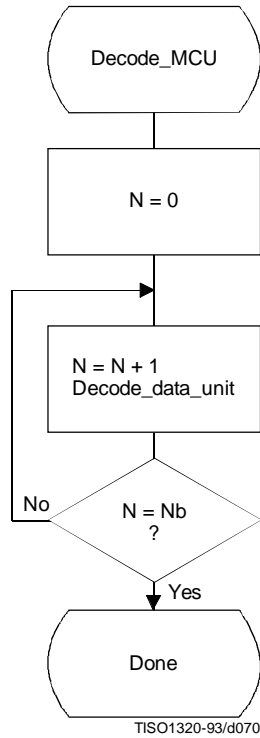 Decode_MCU
N = 0
N = N + 1
Decode_data_unit
N = Nb
?
No
Yes
Done
TISO1320-93/d070